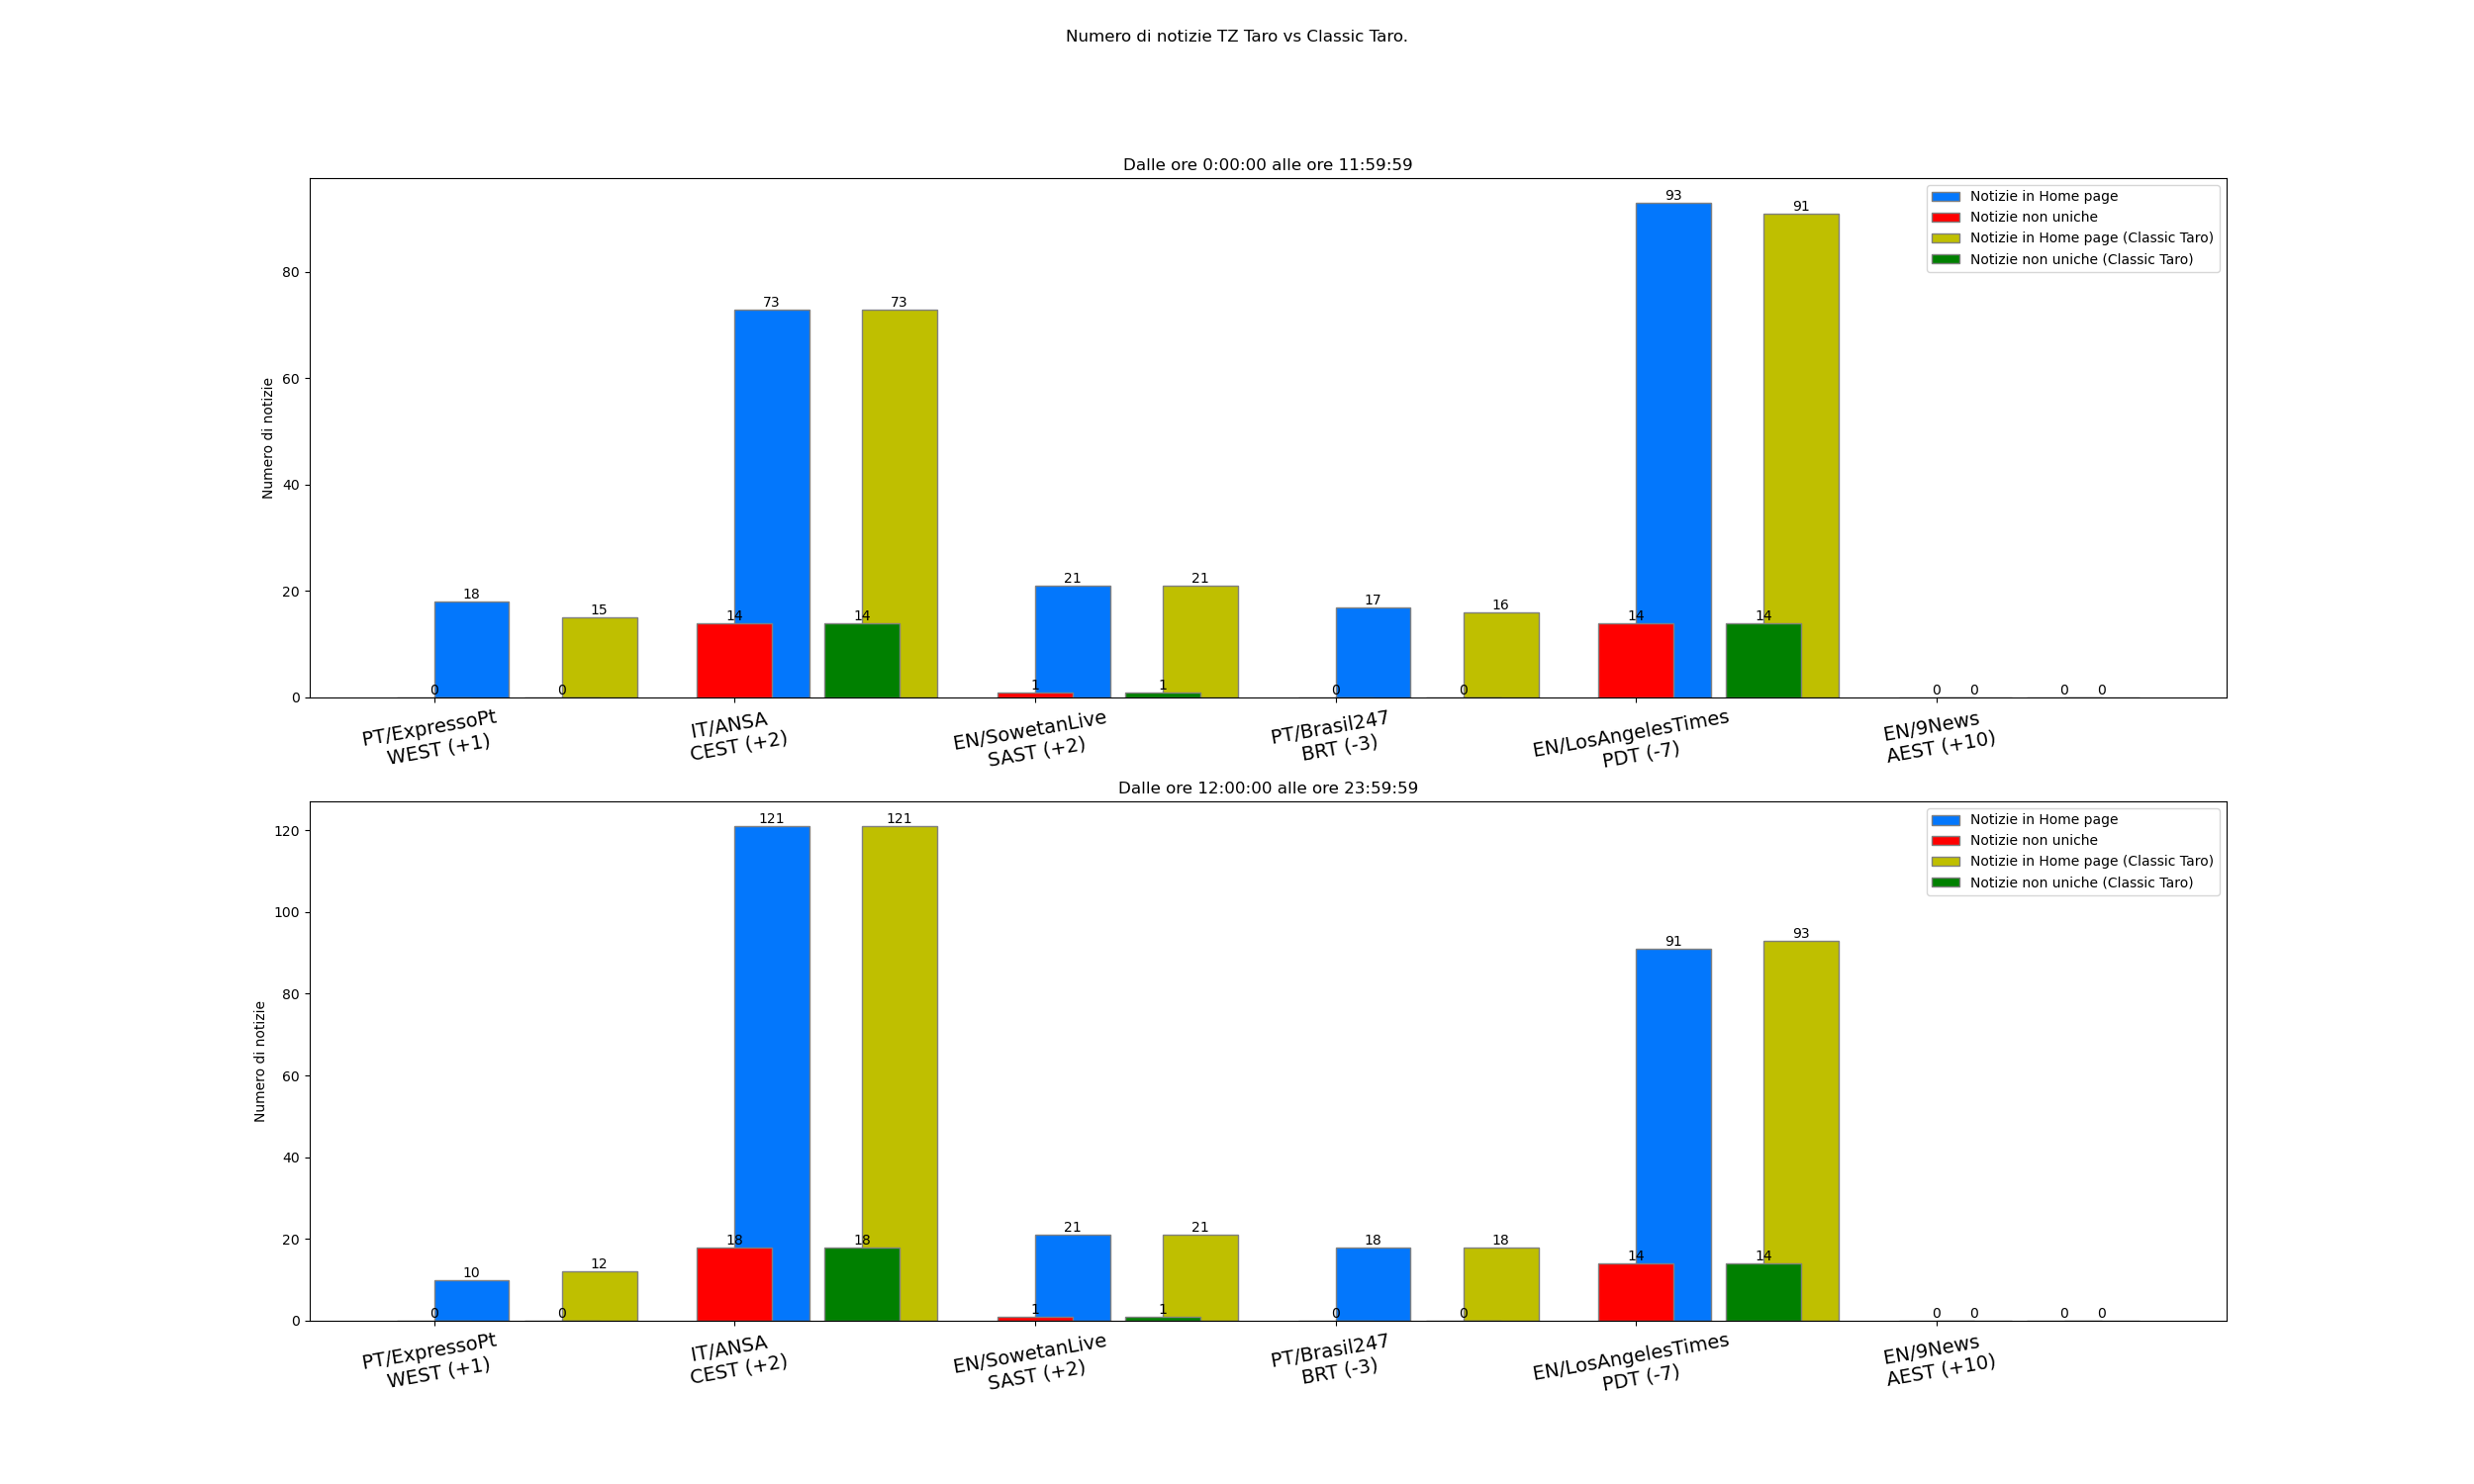 Numero di notizie TZ Taro vs Classic Taro.
Dalle ore 0:00:00 alle ore 11:59:59
Numero di notizie
80
60
40
20
0
Notizie in Home page
Notizie non uniche
Notizie in Home page (Classic Taro)
Notizie non uniche (Classic Taro)
0
18
0
15
14
73
14
73
1
21
1
21
0
17
0
16
14
93
14
91
0
0
0
0
PT/ExpressoPt
WEST (+1)
IT/ANSA
CEST (+2)
EN/SowetanLive
SAST (+2)
PT/Brasil247
BRT (-3)
EN/LosAngelesTimes
PDT (-7)
EN/9News
AEST (+10)
Dalle ore 12:00:00 alle ore 23:59:59
Numero di notizie
120
100
80
60
40
20
0
Notizie in Home page
Notizie non uniche
Notizie in Home page (Classic Taro)
Notizie non uniche (Classic Taro)
0
10
0
12
18
121
18
121
1
21
1
21
0
18
0
18
14
91
14
93
0
0
0
0
PT/ExpressoPt
WEST (+1)
IT/ANSA
CEST (+2)
EN/SowetanLive
SAST (+2)
PT/Brasil247
BRT (-3)
EN/LosAngelesTimes
PDT (-7)
EN/9News
AEST (+10)